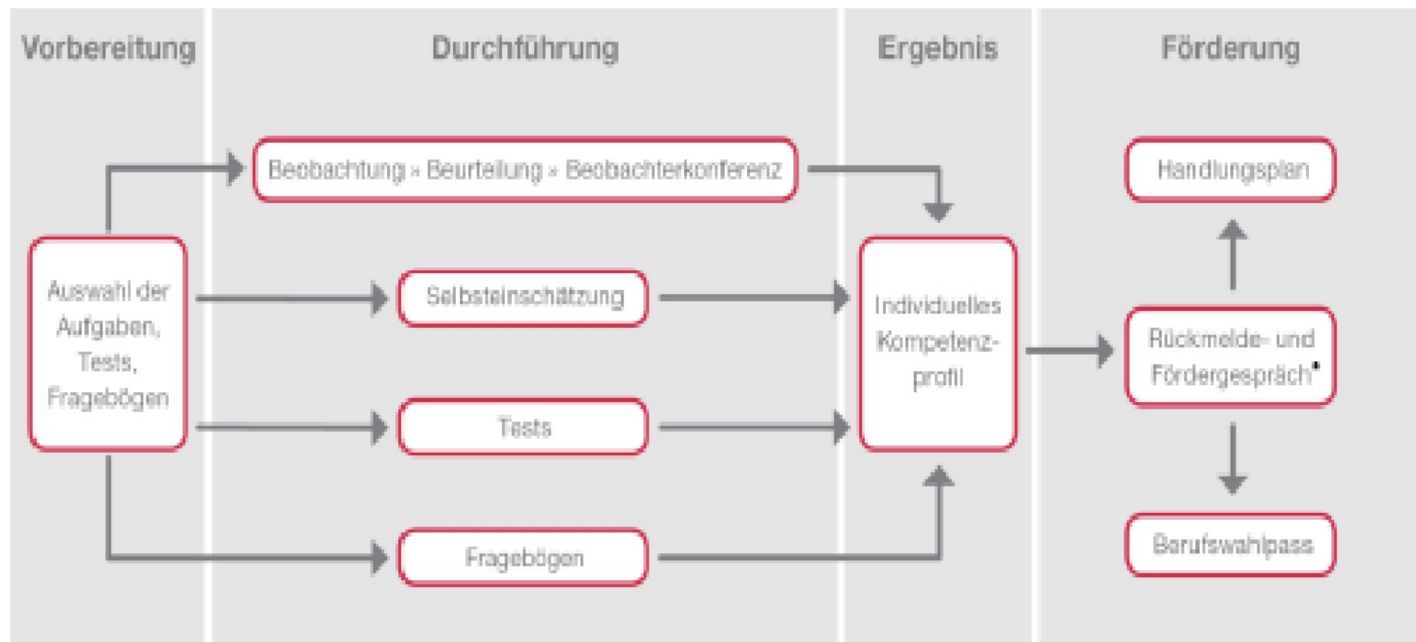 Vorbereitung
Durchführung
Ergebnis
Förderung
Beobachtung » Beurteilung » Beobachterkonferenz
Handlungsplan
Auswahl der
Aufgaben,
Tests,
Fragebögen
Selbsteinschätzung
Individuelles
Kompetenz-
profil
Rückmelde- und
Fördergespräch*
Tests
Fragebögen
Berufswahlpass